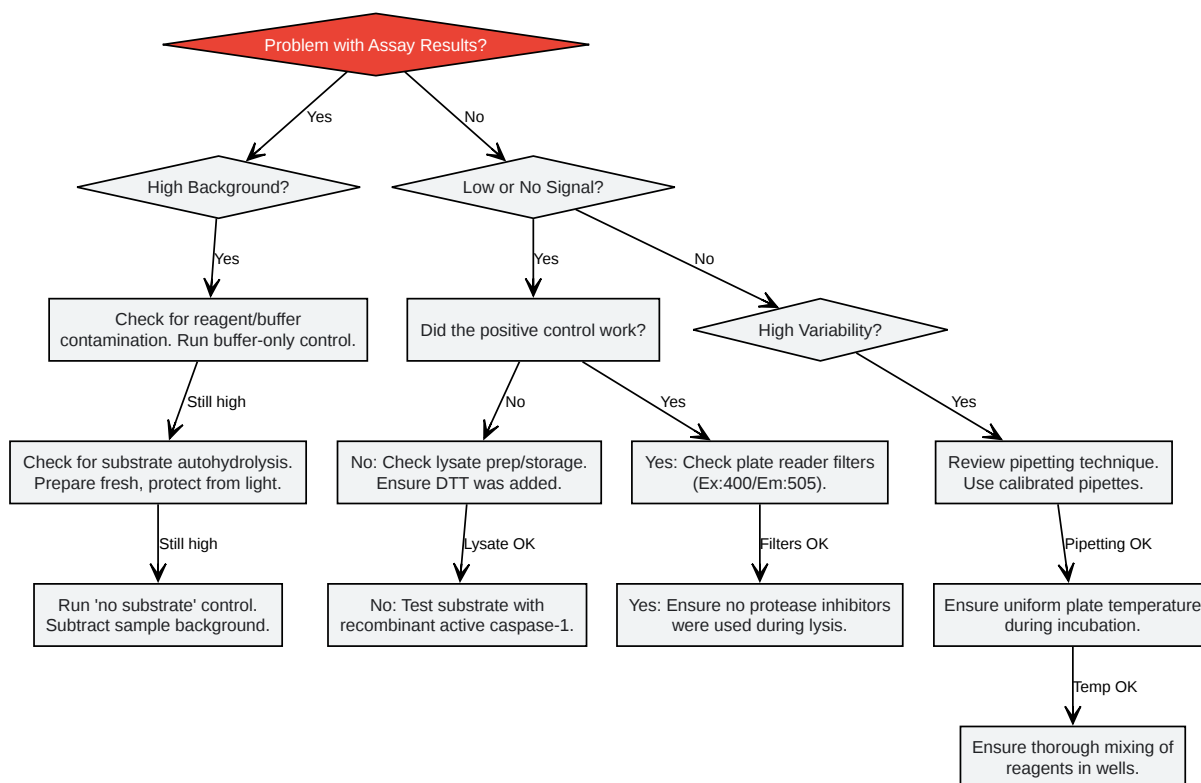 Problem with Assay Results?
Yes
No
High Background?
Low or No Signal?
Yes
Yes
No
Check for reagent/buffer
contamination. Run buffer-only control.
Did the positive control work?
High Variability?
Still high
No
Yes
Yes
Check for substrate autohydrolysis.
Prepare fresh, protect from light.
No: Check lysate prep/storage.
Ensure DTT was added.
Yes: Check plate reader filters
(Ex:400/Em:505).
Review pipetting technique.
Use calibrated pipettes.
Still high
Lysate OK
Filters OK
Pipetting OK
Run 'no substrate' control.
Subtract sample background.
No: Test substrate with
recombinant active caspase-1.
Yes: Ensure no protease inhibitors
were used during lysis.
Ensure uniform plate temperature
during incubation.
Temp OK
Ensure thorough mixing of
reagents in wells.